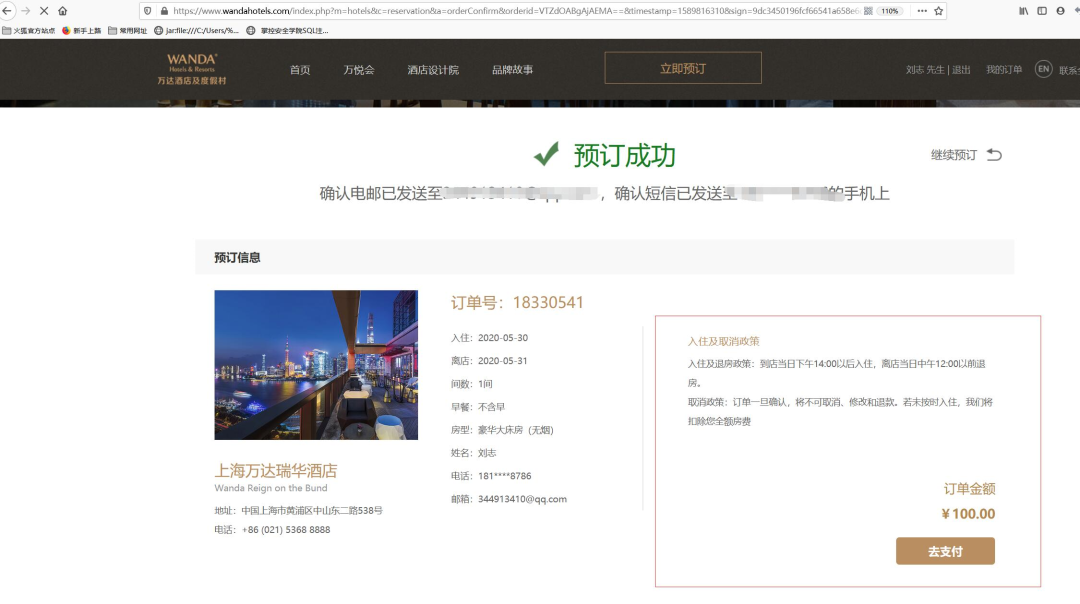 https://www.wandahotels.com/index.php?m=hotels&c=reservation&a=orderConfirm&orderid=VTZdOABgAjAEMA==&timestamp=1589816310&sign=9dc3450196fcf66541a658e6
110%
火狐官方站点 新手上路 常用网址 jar:file:///C:/Users/%... 掌控安全学院SQL注...
WANDA
Hotels & Resorts
万达酒店及度假村
首页 万悦会 酒店设计院 品牌故事 立即预订 刘志 先生 | 退出 我的订单 EN 联系
预订成功
继续预订
确认电邮已发送至 ，确认短信已发送至 的手机上
预订信息
订单号：18330541
入住：2020-05-30
离店：2020-05-31
间数：1间
早餐：不含早
房型：豪华大床房（无烟）
姓名：刘志
电话：181****8786
邮箱：344913410@qq.com
上海万达瑞华酒店
Wanda Reign on the Bund
地址：中国上海市黄浦区中山东二路538号
电话：+86 (021) 5368 8888
入住及取消政策
入住及退房政策：到店当日下午14:00以后入住，离店当日中午12:00以前退
房。
取消政策：订单一旦确认，将不可取消、修改和退款。若未按时入住，我们将
扣除您全额房费
订单金额
¥100.00
去支付